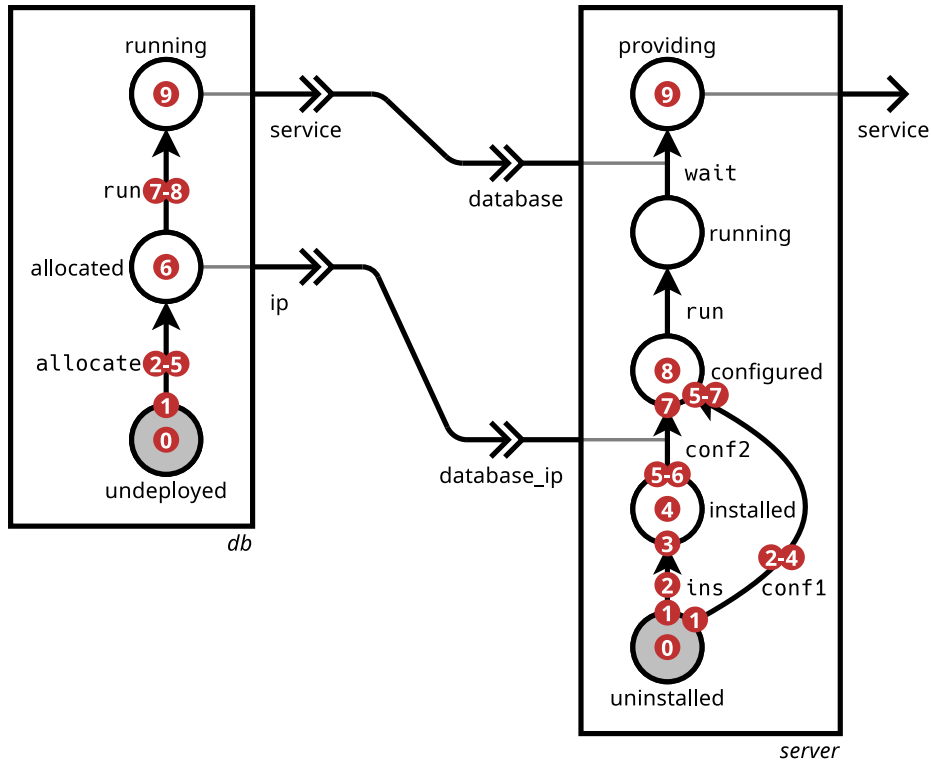 running
9
service
run
7-8
allocated
6
ip
allocate
2-5
1
0
undeployed
db
providing
9
service
wait
database
running
run
8
configured
7
5-7
conf2
database_ip
5-6
4
installed
3
2-4
2
ins
conf1
1
1
0
uninstalled
server